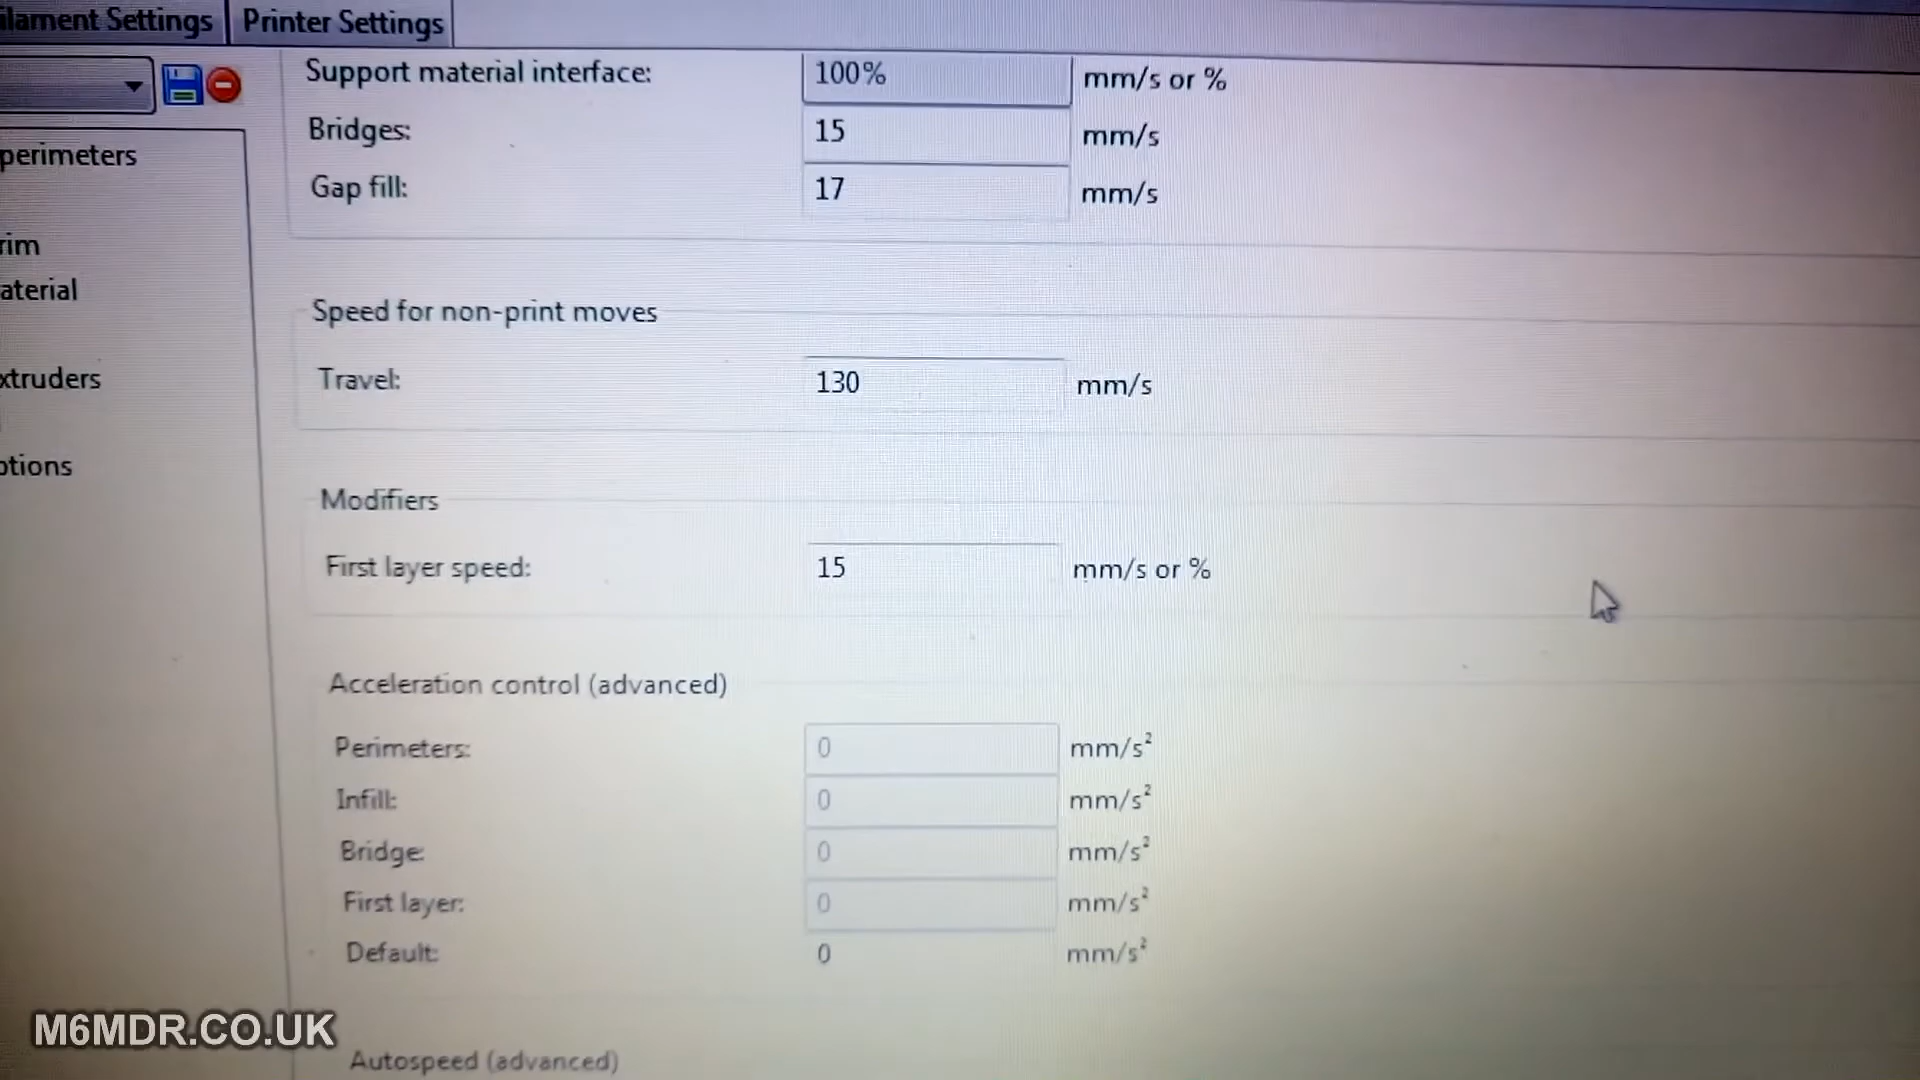 ilament Settings
Printer Settings
Support material interface: 100% mm/s or %
Bridges: 15 mm/s
perimeters
Gap fill: 17 mm/s
rim
aterial
Speed for non-print moves
xtruders
Travel: 130 mm/s
otions
Modifiers
First layer speed: 15 mm/s or %
Acceleration control (advanced)
Perimeters: 0 mm/s²
Infill: 0 mm/s²
Bridge: 0 mm/s²
First layer: 0 mm/s²
Default: 0 mm/s²
M6MDR.CO.UK
Autospeed (advanced)